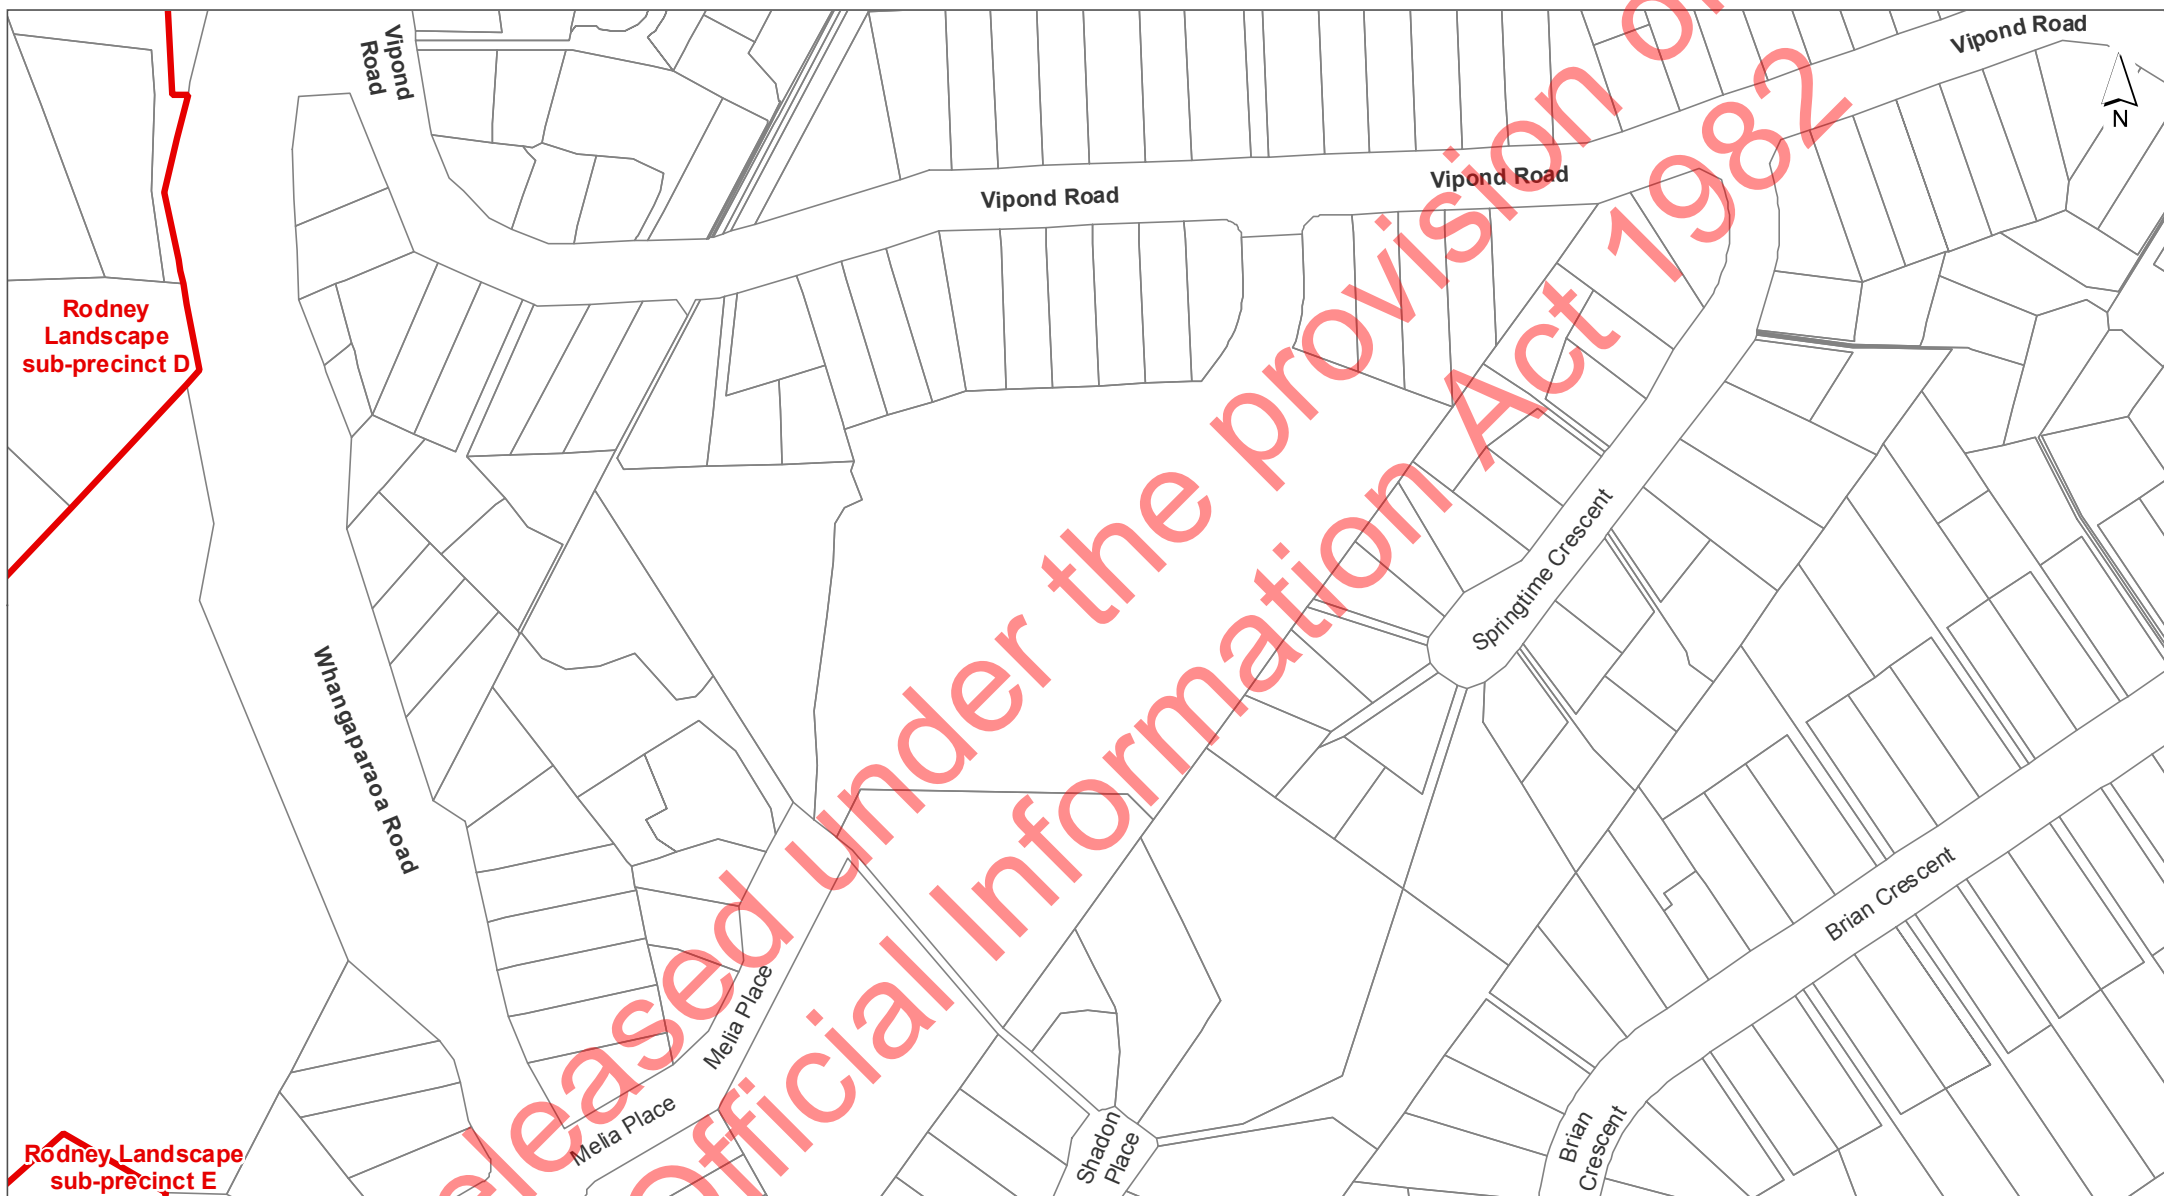 Vipond
Road
Vipond Road
Vipond Road
Vipond Road
N
Rodney
Landscape
sub-precinct D
Whangaparaoa Road
Springtime Crescent
Brian Crescent
Melia Place
Melia Place
Shadon
Place
Brian
Crescent
Rodney Landscape
sub-precinct E
eleased under the provision of
Official Information Act 1982